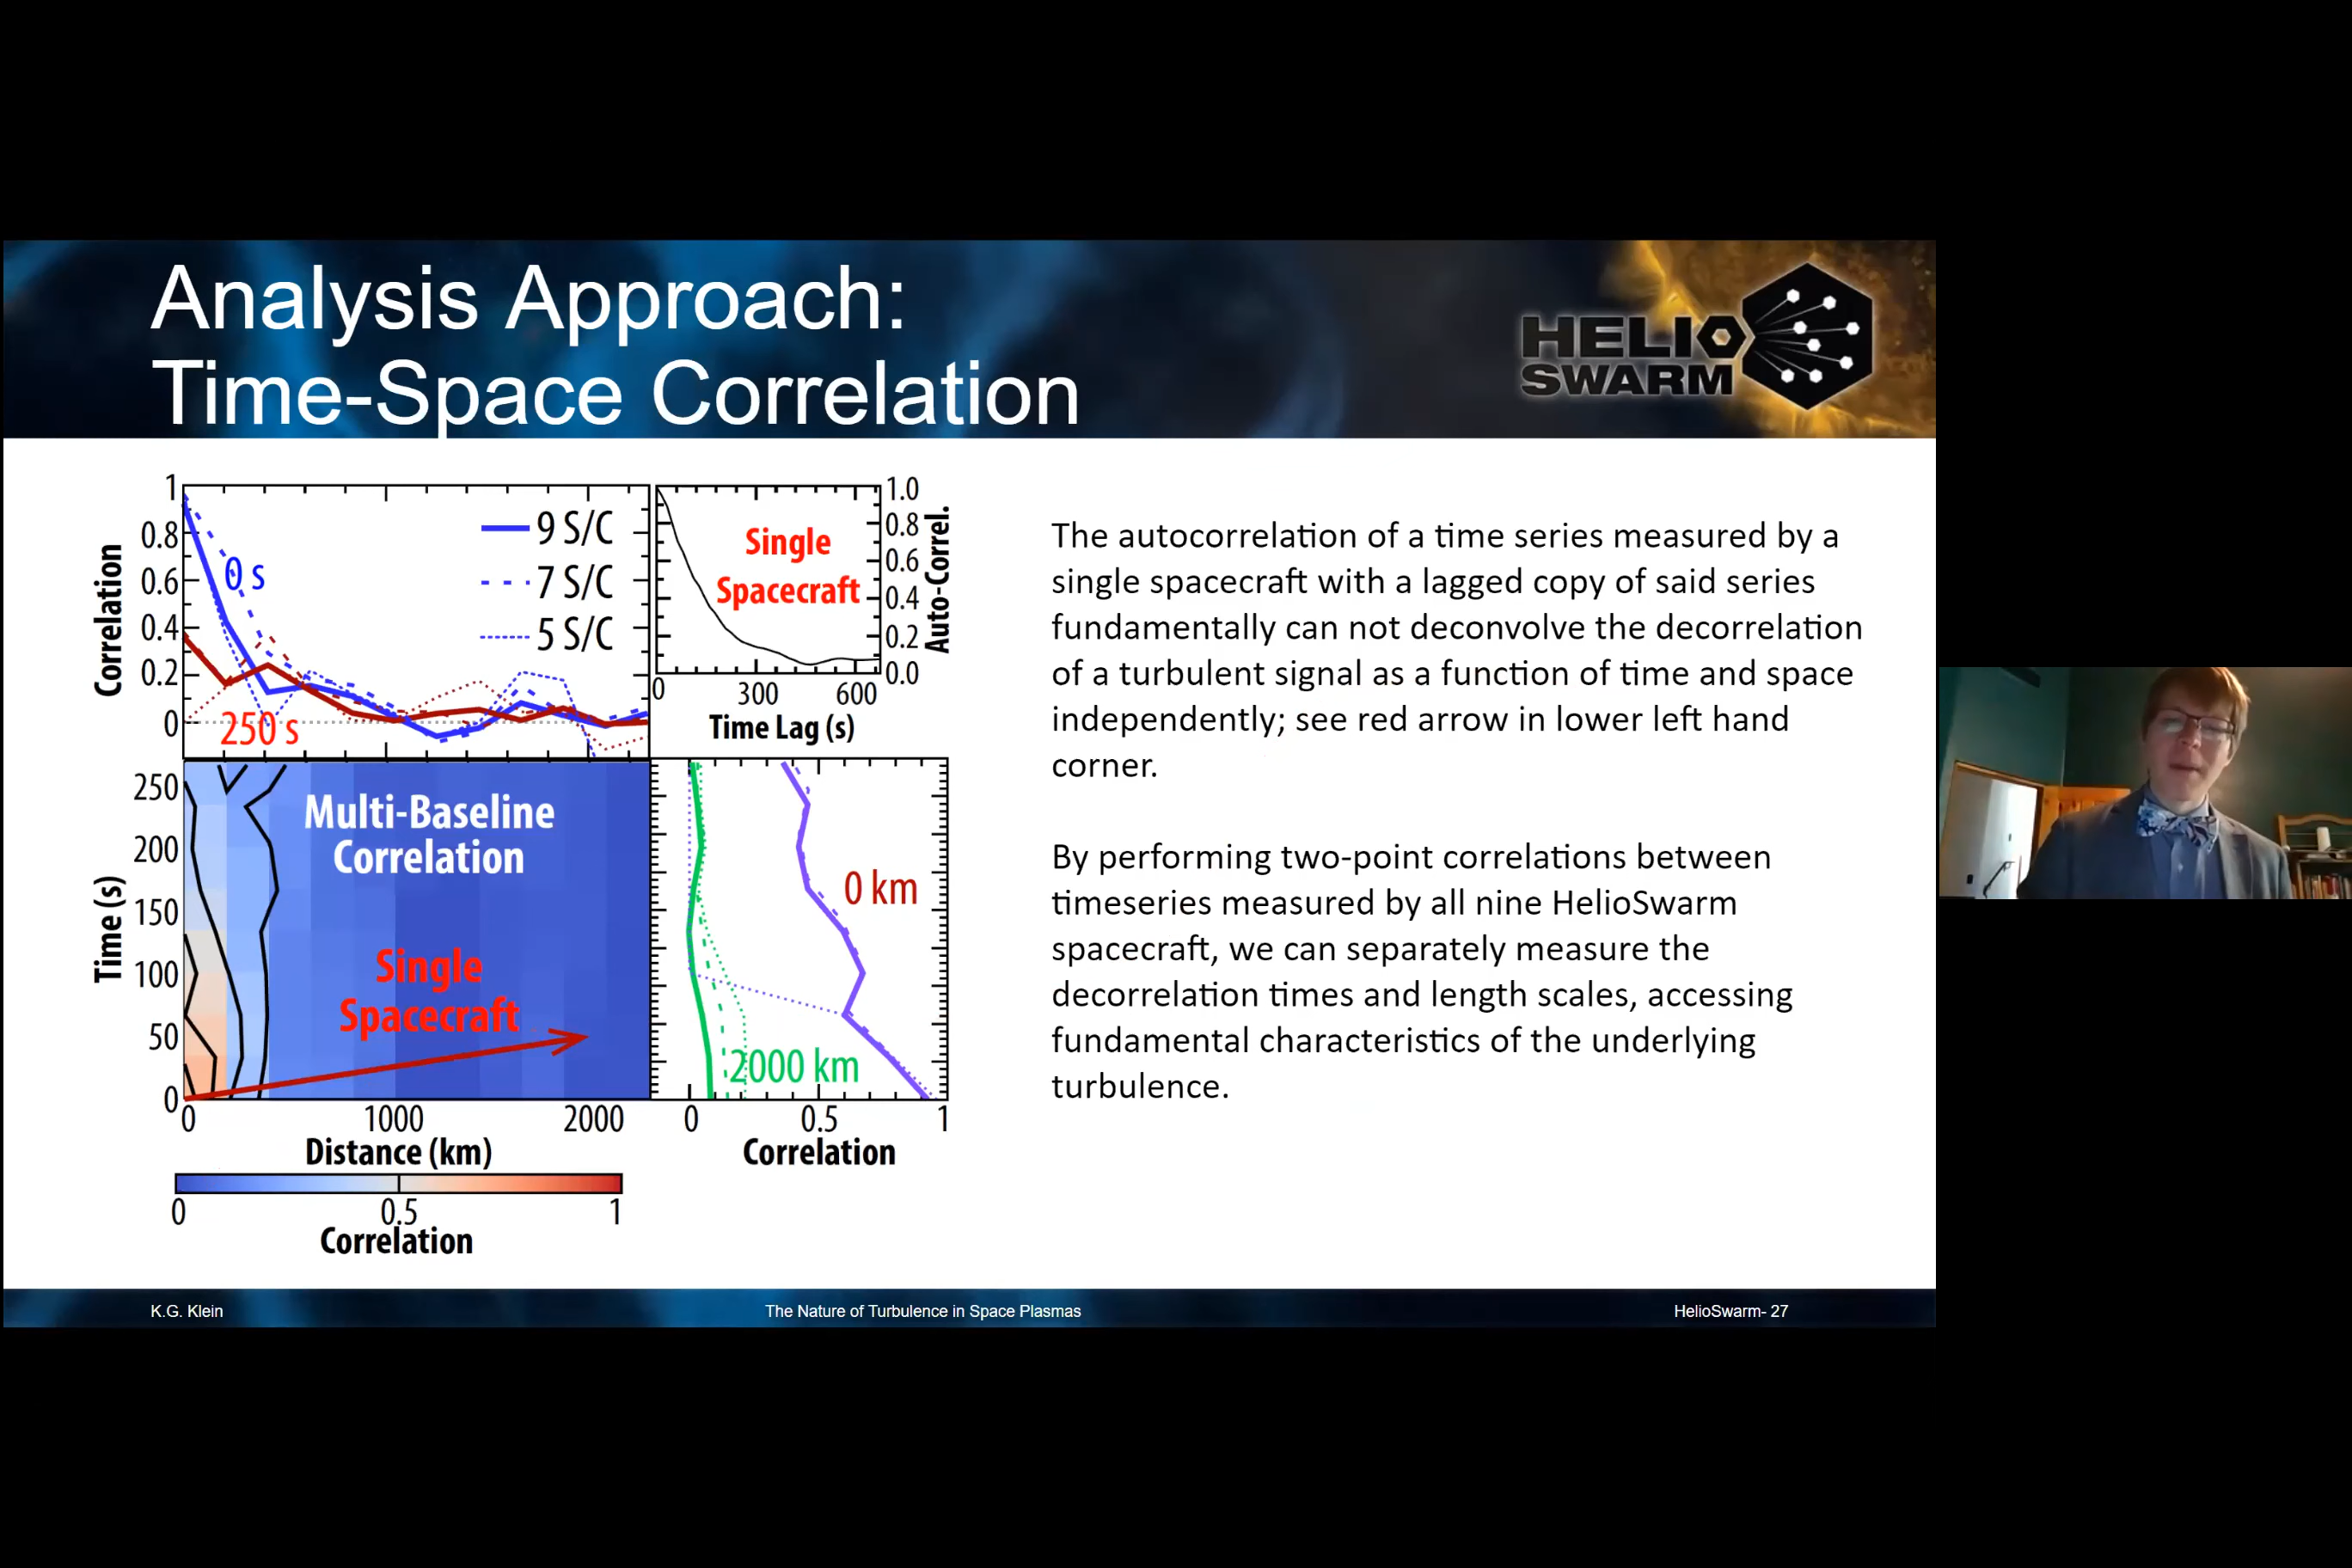 Analysis Approach:
Time-Space Correlation
HELIO
SWARM
1
0.8
0.6
0.4
0.2
0
Correlation
0 s
250 s
9 S/C
7 S/C
5 S/C
Single
Spacecraft
1.0
0.8
0.6
0.4
0.2
0.0
Auto-Correl.
0 300 600
Time Lag (s)
250
200
150
100
50
0
Time (s)
Multi-Baseline
Correlation
Single
Spacecraft
0 1000 2000
Distance (km)
0 km
2000 km
0 0.5 1
Correlation
0 0.5 1
Correlation
The autocorrelation of a time series measured by a
single spacecraft with a lagged copy of said series
fundamentally can not deconvolve the decorrelation
of a turbulent signal as a function of time and space
independently; see red arrow in lower left hand
corner.
By performing two-point correlations between
timeseries measured by all nine HelioSwarm
spacecraft, we can separately measure the
decorrelation times and length scales, accessing
fundamental characteristics of the underlying
turbulence.
K.G. Klein
The Nature of Turbulence in Space Plasmas
HelioSwarm- 27